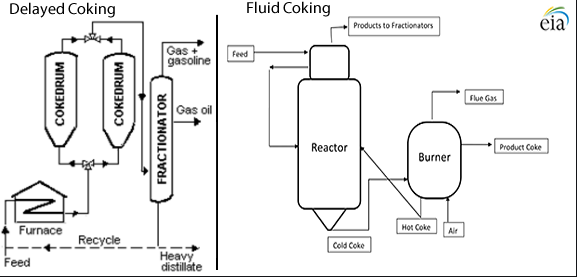 Delayed Coking
Fluid Coking
eia
Gas +
gasoline
Gas oil
COKEDRUM
COKEDRUM
FRACTIONATOR
Furnace
Recycle
Feed
Heavy
distillate
Products to Fractionators
Feed
Reactor
Flue Gas
Burner
Product Coke
Hot Coke
Air
Cold Coke